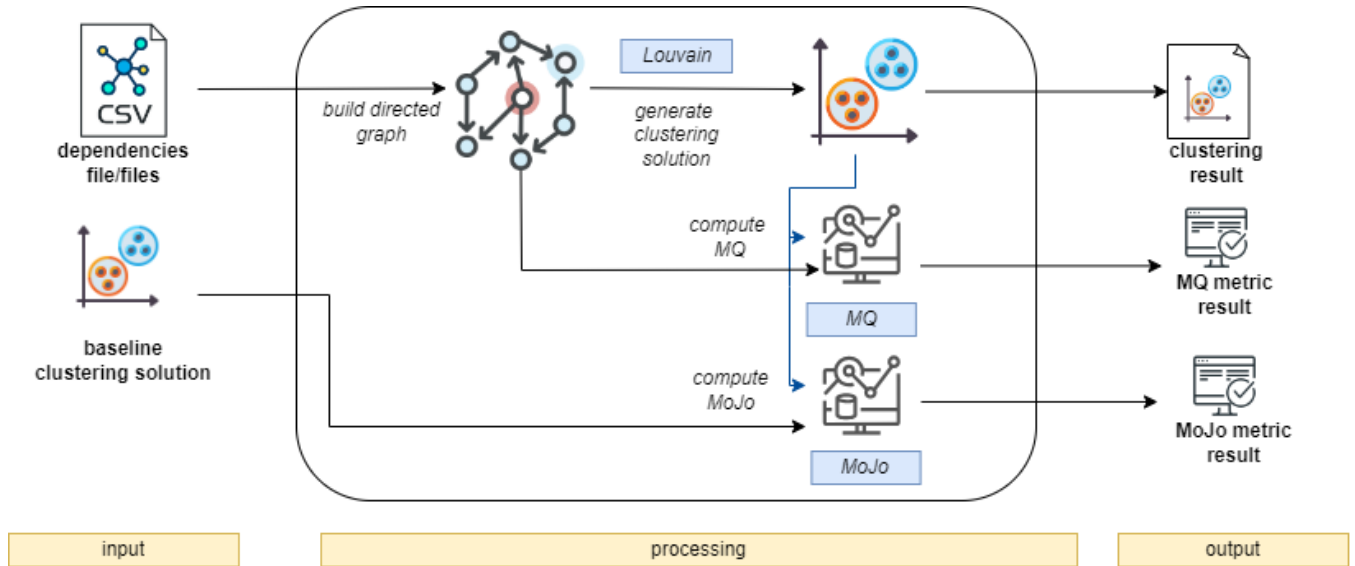 CSV
dependencies
file/files
build directed
graph
Louvain
generate
clustering
solution
clustering
result
baseline
clustering solution
compute
MQ
MQ
MQ metric
result
compute
MoJo
MoJo
MoJo metric
result
input
processing
output